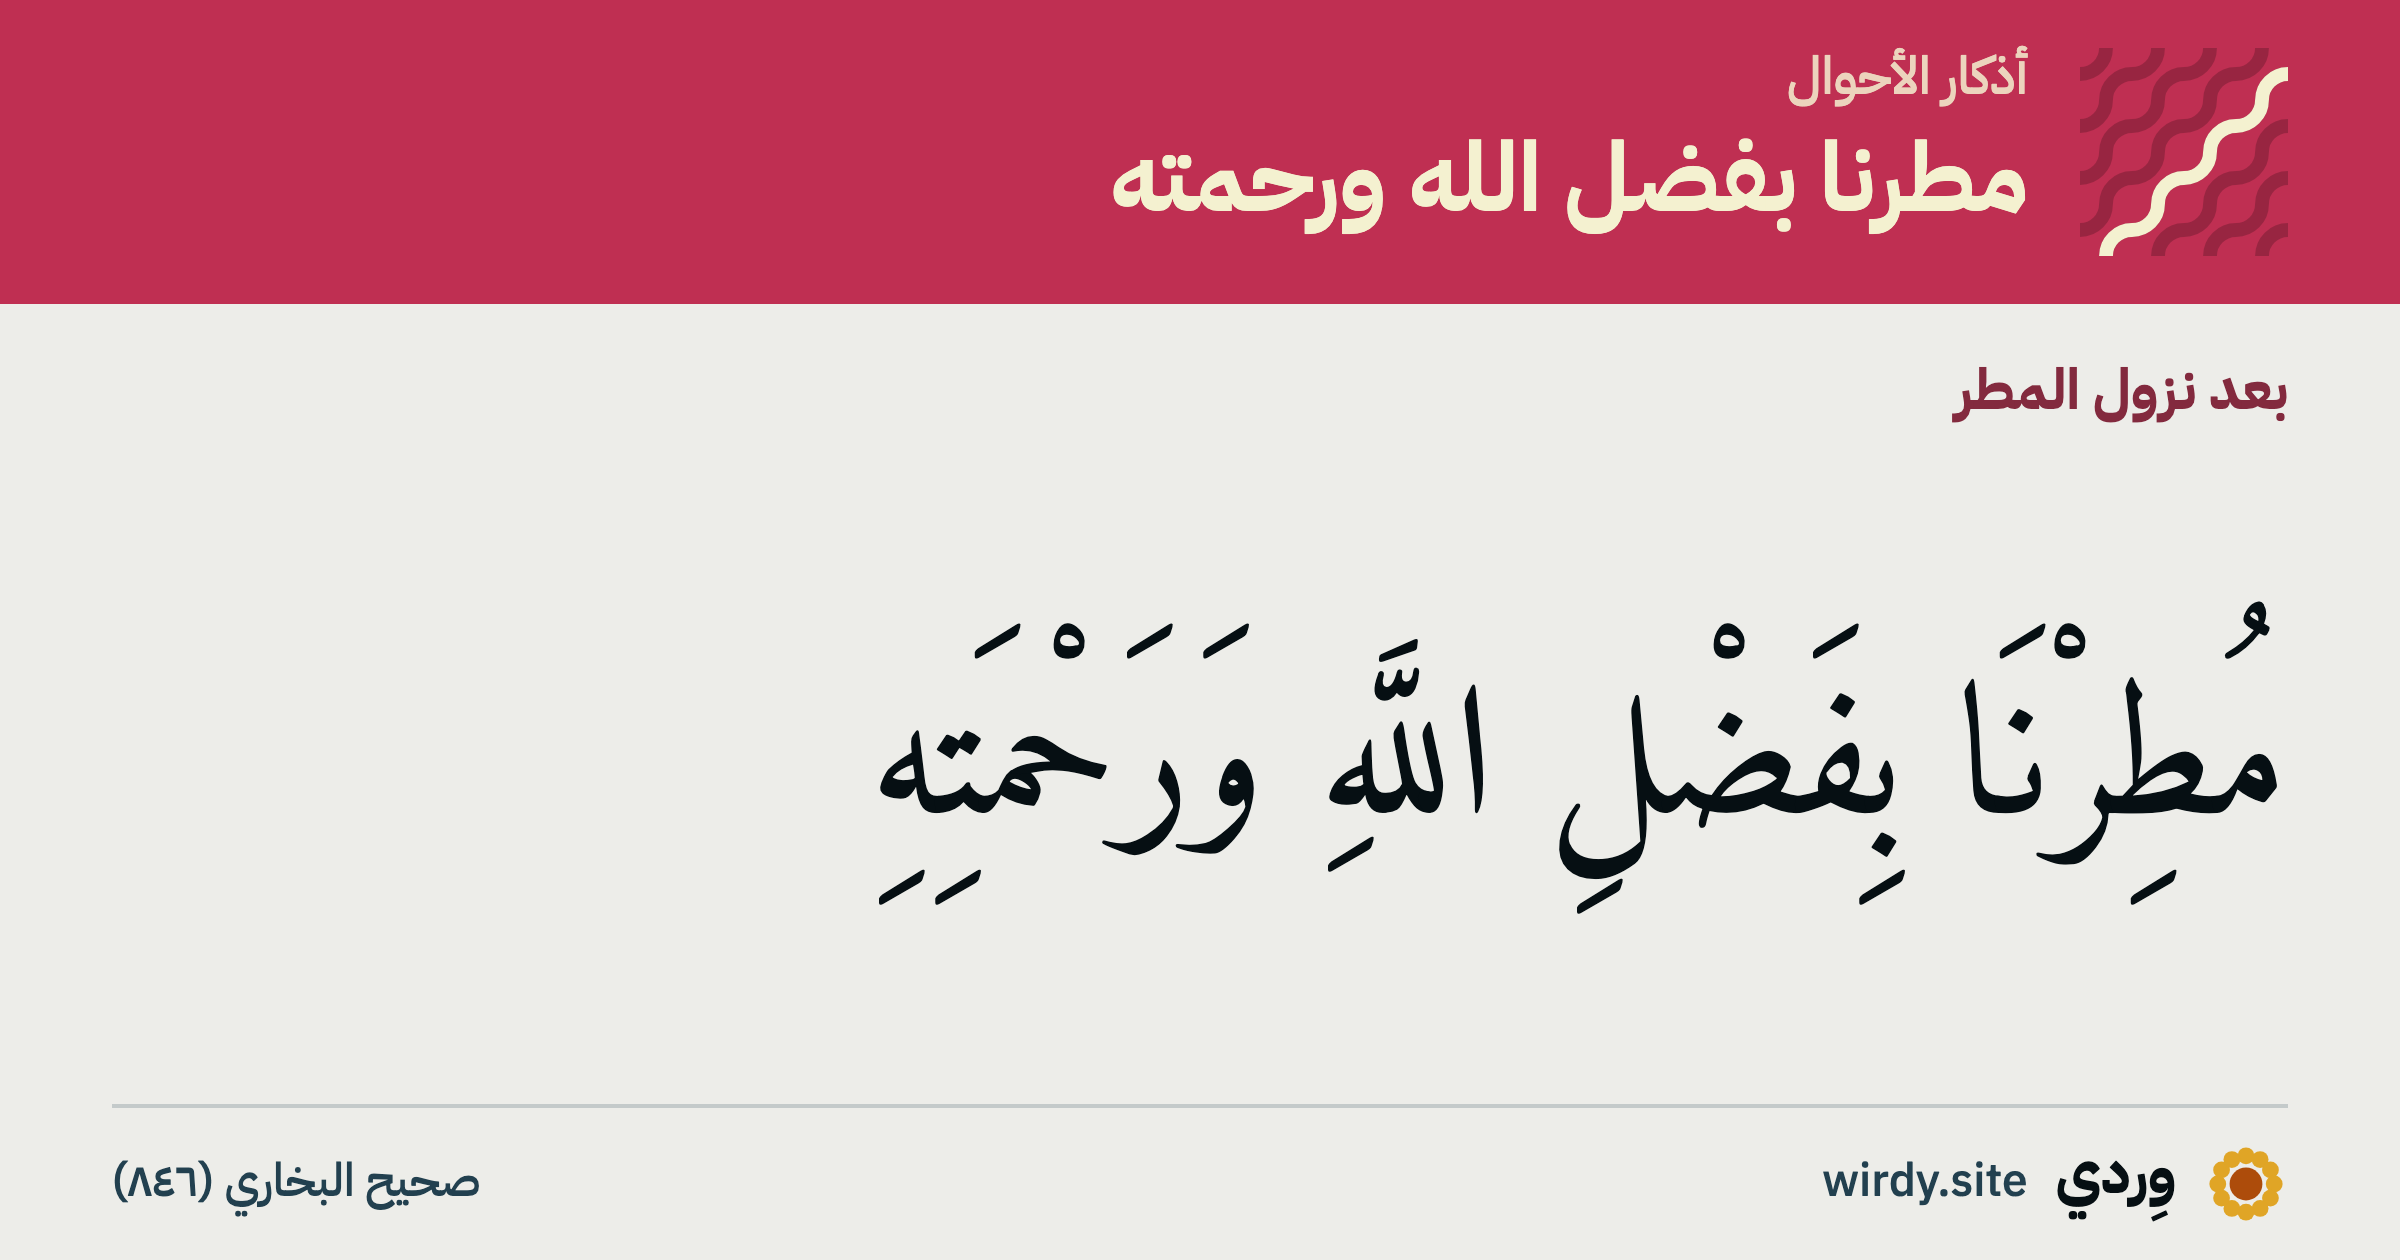 أذكار الأحوال
مطرنا بفضل الله ورحمته
بعد نزول المطر
مُطِرْنَا بِفَضْلِ اللَّهِ وَرَحْمَتِهِ
وِردي wirdy.site
صحيح البخاري (٨٤٦)